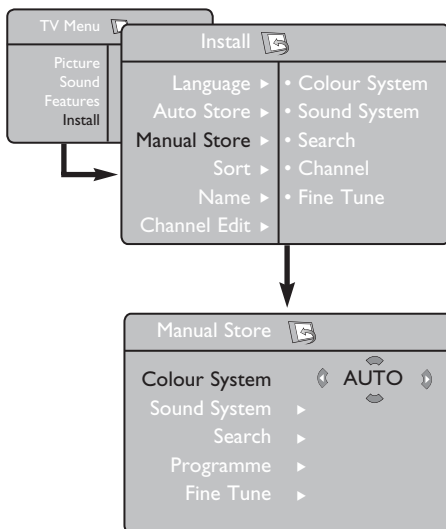 TV Menu
Picture
Sound
Features
Install
Install
Language ▸ • Colour System
Auto Store ▸ • Sound System
Manual Store ▸ • Search
Sort ▸ • Channel
Name ▸ • Fine Tune
Channel Edit ▸
Manual Store
Colour System AUTO
Sound System ▸
Search ▸
Programme ▸
Fine Tune ▸